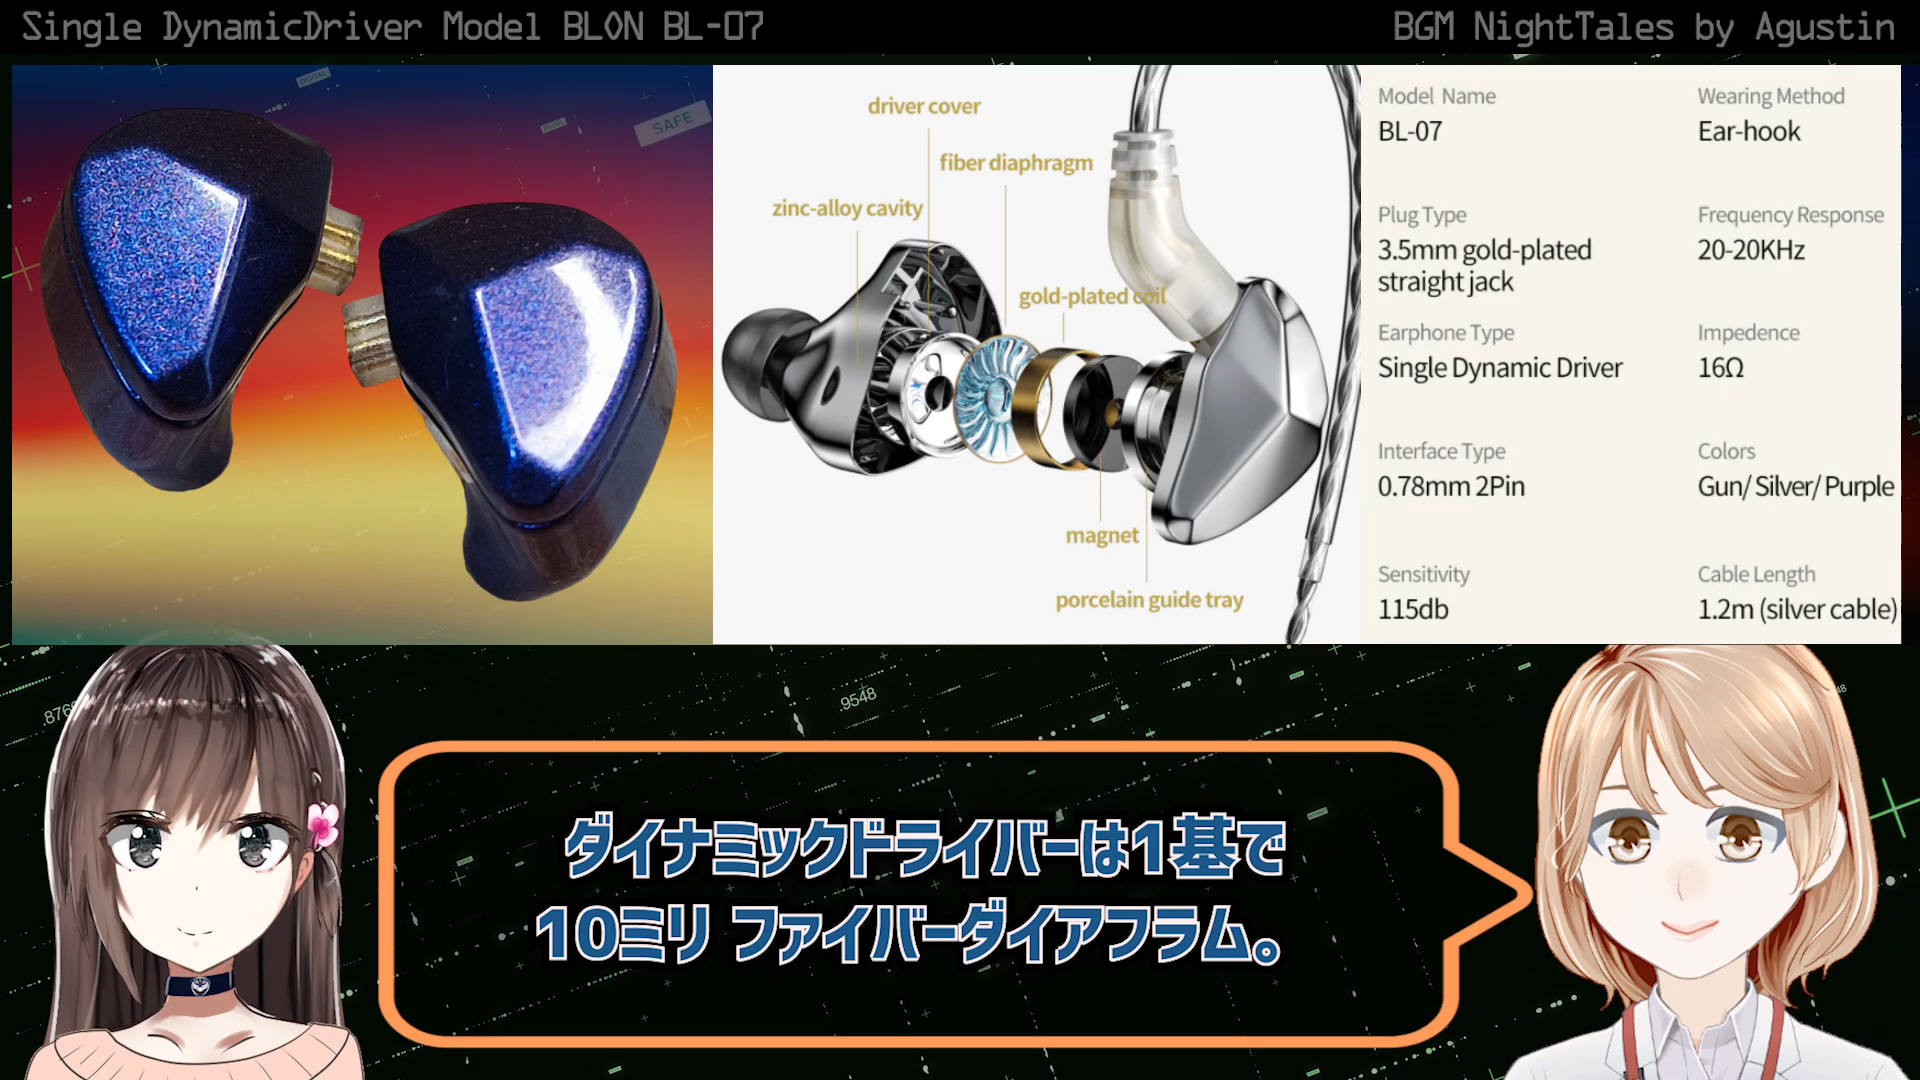 Single DynamicDriver Model BLON BL-07
BGM NightTales by Agustin
DIGITAL
SAFE
driver cover
fiber diaphragm
zinc-alloy cavity
gold-plated coil
magnet
porcelain guide tray
Model Name
BL-07
Wearing Method
Ear-hook
Plug Type
3.5mm gold-plated
straight jack
Frequency Response
20-20KHz
Earphone Type
Single Dynamic Driver
Impedence
16Ω
Interface Type
0.78mm 2Pin
Colors
Gun/ Silver/ Purple
Sensitivity
115db
Cable Length
1.2m (silver cable)
.9548
ダイナミックドライバーは1基で
10ミリ ファイバーダイアフラム。